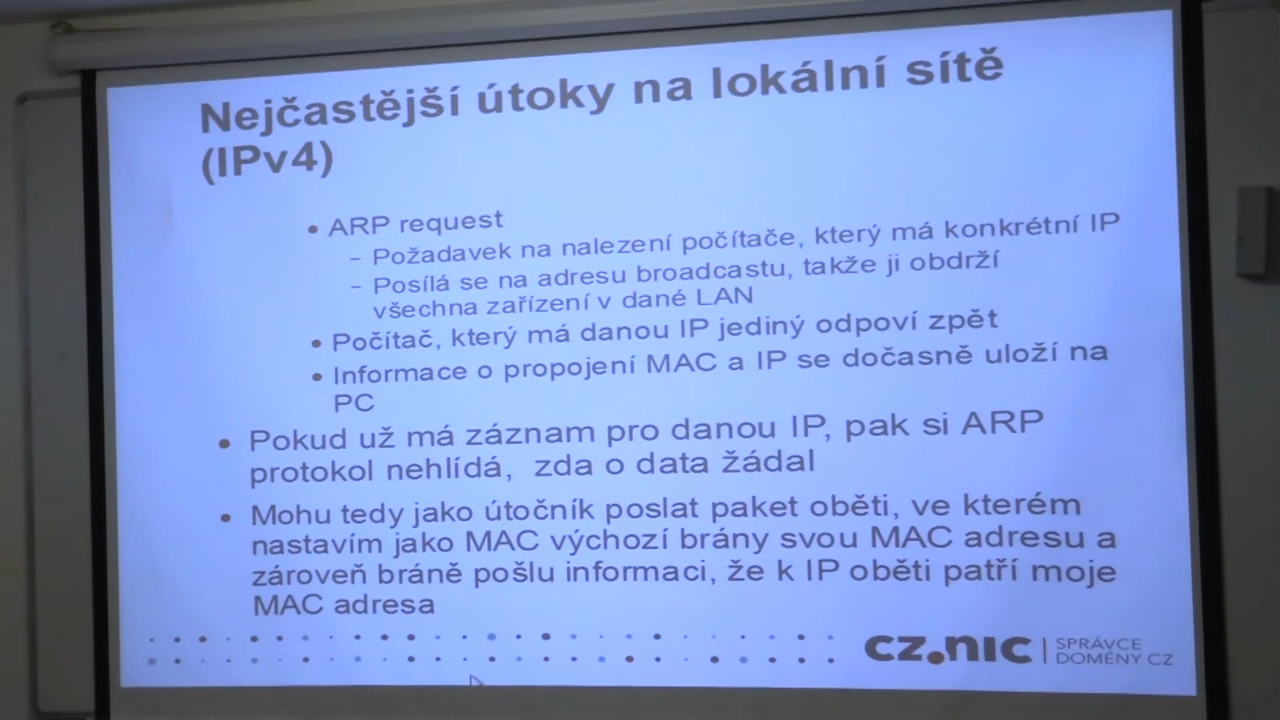 Nejčastější útoky na lokální sítě
(IPv4)
• ARP request
– Požadavek na nalezení počítače, který má konkrétní IP
– Posílá se na adresu broadcastu, takže ji obdrží
všechna zařízení v dané LAN
• Počítač, který má danou IP jediný odpoví zpět
• Informace o propojení MAC a IP se dočasně uloží na
PC
• Pokud už má záznam pro danou IP, pak si ARP
protokol nehlídá, zda o data žádal
• Mohu tedy jako útočník poslat paket oběti, ve kterém
nastavím jako MAC výchozí brány svou MAC adresu a
zároveň bráně pošlu informaci, že k IP oběti patří moje
MAC adresa
CZ.NIC | SPRÁVCE
DOMÉNY CZ